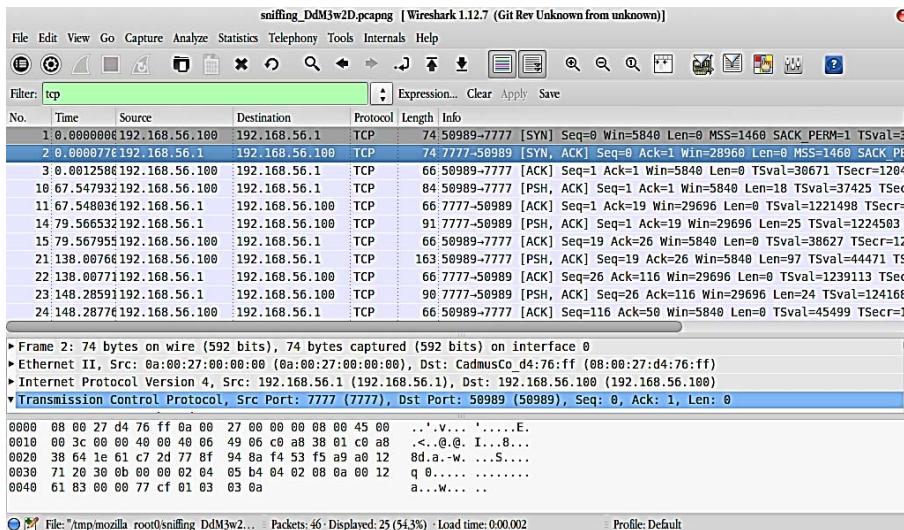 sniffing_DdM3w2D.pcapng [Wireshark 1.12.7 (Git Rev Unknown from unknown)]
File Edit View Go Capture Analyze Statistics Telephony Tools Internals Help
Filter: tcp Expression... Clear Apply Save
No. Time Source Destination Protocol Length Info
1 0.0000000 192.168.56.100 192.168.56.1 TCP 74 50989→7777 [SYN] Seq=0 Win=5840 Len=0 MSS=1460 SACK_PERM=1 TSval=3
2 0.0000770 192.168.56.1 192.168.56.100 TCP 74 7777→50989 [SYN, ACK] Seq=0 Ack=1 Win=28960 Len=0 MSS=1460 SACK_PE
3 0.0012580 192.168.56.100 192.168.56.1 TCP 66 50989→7777 [ACK] Seq=1 Ack=1 Win=5840 Len=0 TSval=30671 TSecr=1204
10 67.547932 192.168.56.100 192.168.56.1 TCP 84 50989→7777 [PSH, ACK] Seq=1 Ack=1 Win=5840 Len=18 TSval=37425 TSec
11 67.548036 192.168.56.1 192.168.56.100 TCP 66 7777→50989 [ACK] Seq=1 Ack=19 Win=29696 Len=0 TSval=1221498 TSecr=
14 79.566532 192.168.56.1 192.168.56.100 TCP 91 7777→50989 [PSH, ACK] Seq=1 Ack=19 Win=29696 Len=25 TSval=1224503
15 79.567955 192.168.56.100 192.168.56.1 TCP 66 50989→7777 [ACK] Seq=19 Ack=26 Win=5840 Len=0 TSval=38627 TSecr=12
21 138.00766 192.168.56.100 192.168.56.1 TCP 163 50989→7777 [PSH, ACK] Seq=19 Ack=26 Win=5840 Len=97 TSval=44471 TS
22 138.00771 192.168.56.1 192.168.56.100 TCP 66 7777→50989 [ACK] Seq=26 Ack=116 Win=29696 Len=0 TSval=1239113 TSec
23 148.28591 192.168.56.1 192.168.56.100 TCP 90 7777→50989 [PSH, ACK] Seq=26 Ack=116 Win=29696 Len=24 TSval=124168
24 148.28776 192.168.56.100 192.168.56.1 TCP 66 50989→7777 [ACK] Seq=116 Ack=50 Win=5840 Len=0 TSval=45499 TSecr=1
Frame 2: 74 bytes on wire (592 bits), 74 bytes captured (592 bits) on interface 0
Ethernet II, Src: 0a:00:27:00:00:00 (0a:00:27:00:00:00), Dst: CadmusCo_d4:76:ff (08:00:27:d4:76:ff)
Internet Protocol Version 4, Src: 192.168.56.1 (192.168.56.1), Dst: 192.168.56.100 (192.168.56.100)
Transmission Control Protocol, Src Port: 7777 (7777), Dst Port: 50989 (50989), Seq: 0, Ack: 1, Len: 0
0000 08 00 27 d4 76 ff 0a 00 27 00 00 00 08 00 45 00 ..'.v... '.....E.
0010 00 3c 00 00 40 00 40 06 49 06 c0 a8 38 01 c0 a8 .<..@.@. I...8...
0020 38 64 1e 61 c7 2d 77 8f 94 8a f4 53 f5 a9 a0 12 8d.a.-w. ...S....
0030 71 20 30 0b 00 00 02 04 05 b4 04 02 08 0a 00 12 q 0..... ........
0040 61 83 00 00 77 cf 01 03 03 0a a...w... ..
File: "/tmp/mozilla_root0/sniffing_DdM3w2... Packets: 46 · Displayed: 25 (54,3%) · Load time: 0:00.002 Profile: Default